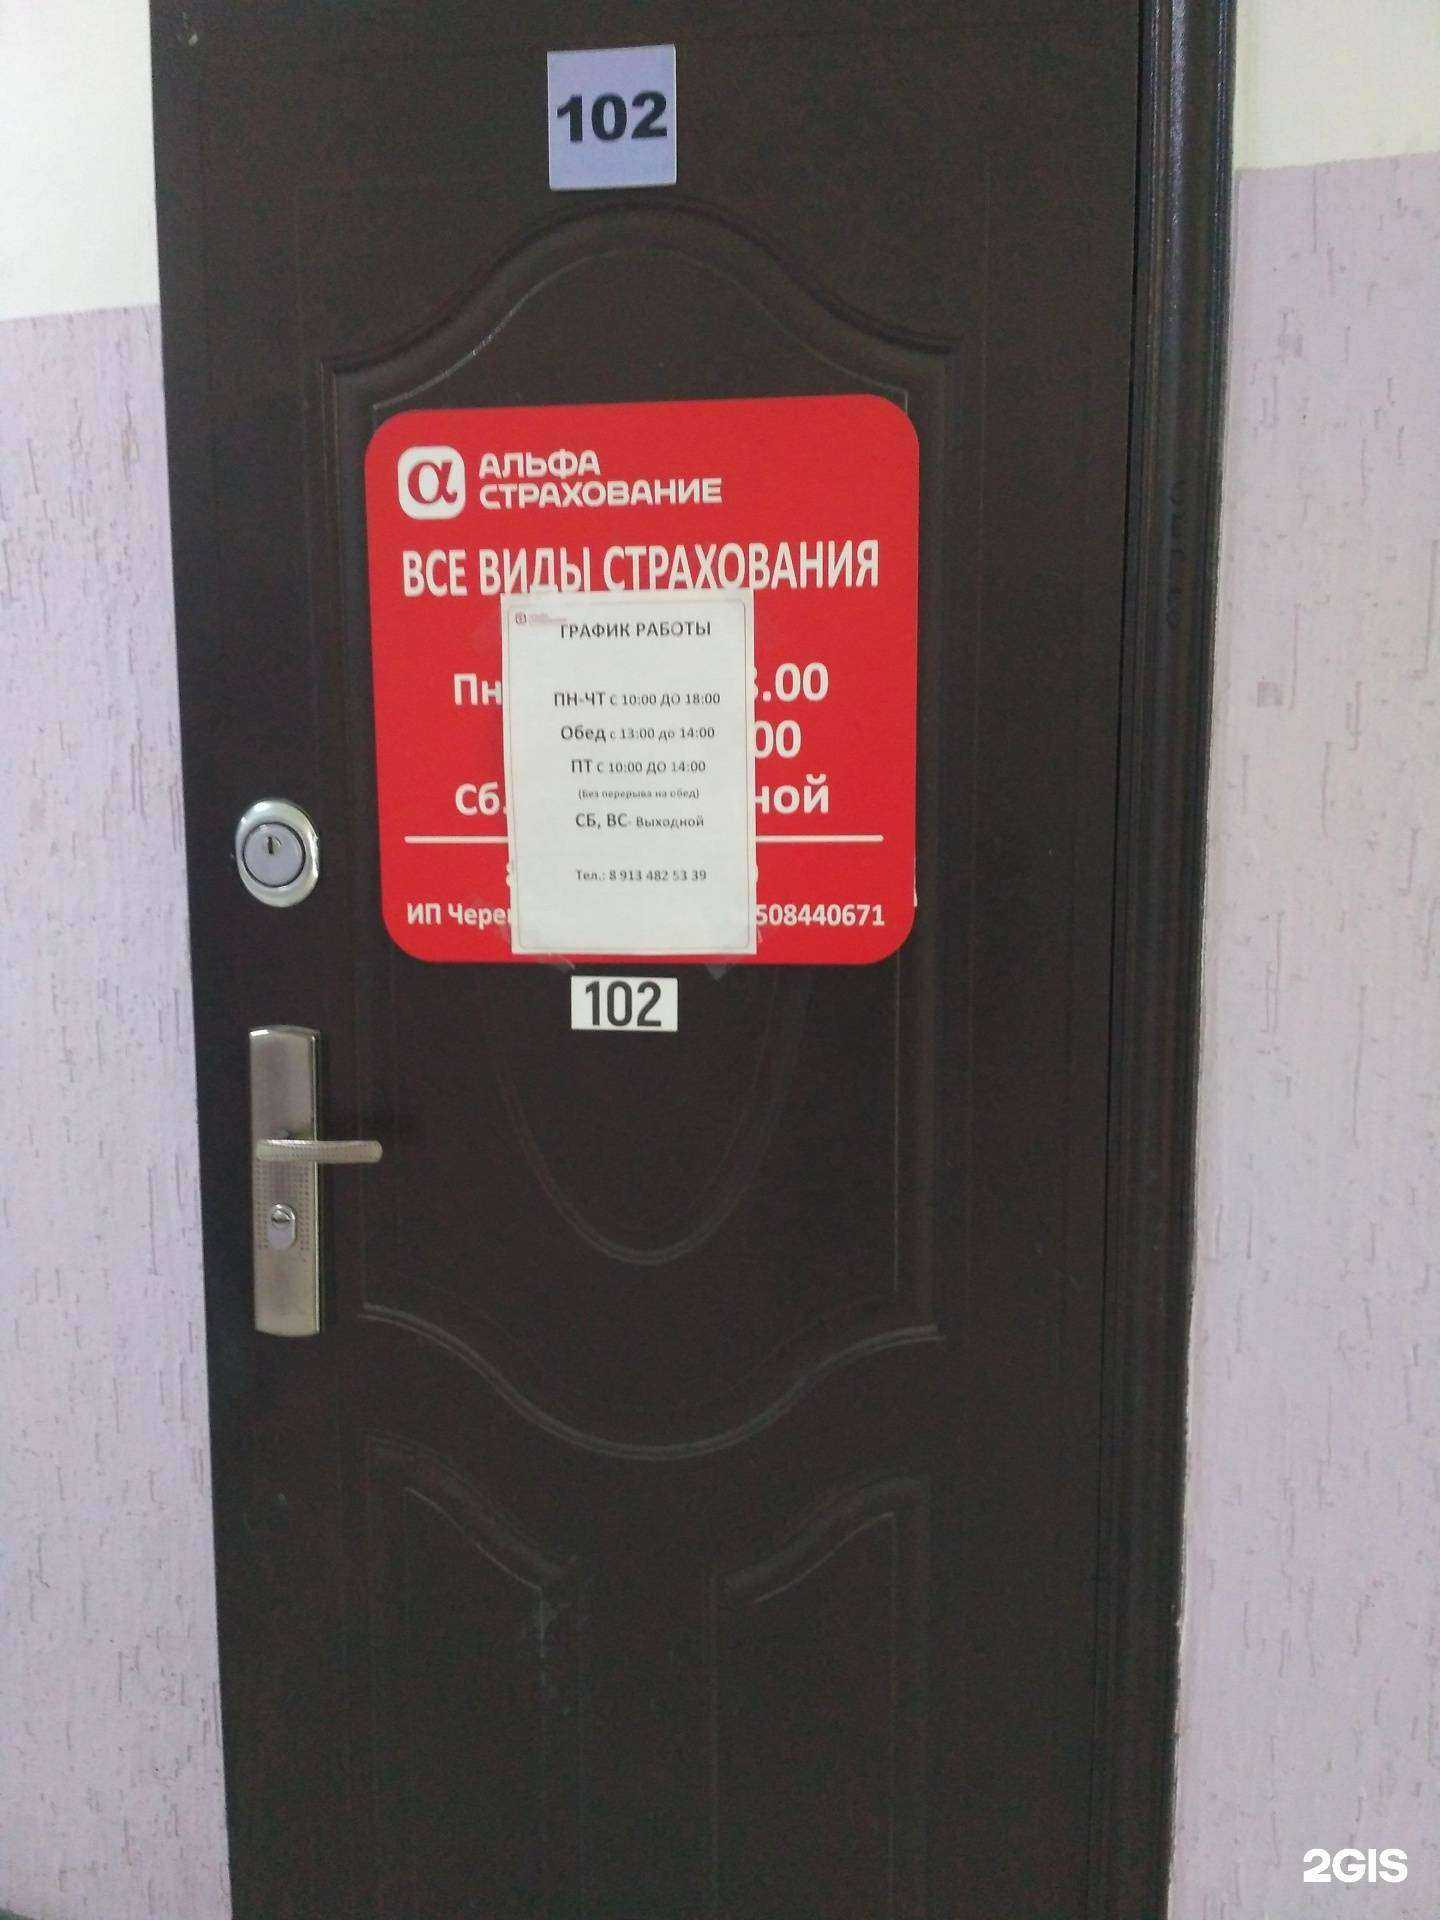 102
α АЛЬФА
СТРАХОВАНИЕ
ВСЕ ВИДЫ СТРАХОВАНИЯ
ГРАФИК РАБОТЫ
ПН-ЧТ с 10:00 ДО 18:00
Обед с 13:00 до 14:00
ПТ с 10:00 ДО 14:00
(Без перерыва на обед)
СБ, ВС- Выходной
Тел.: 8 913 482 53 39
Пн .00
00
Сб. ной
ИП Чере 508440671
102
2GIS